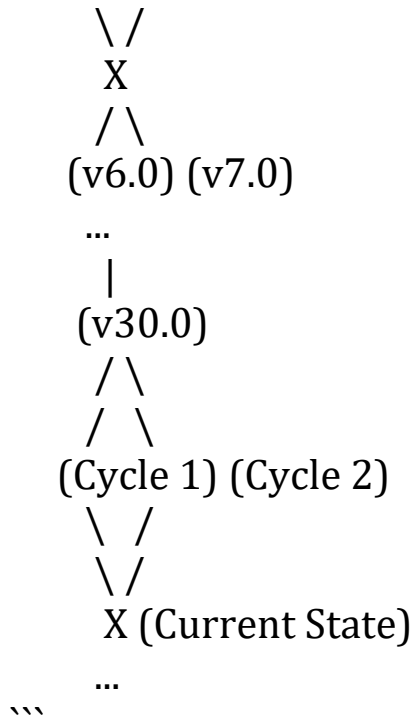 \ /
X
/ \
(v6.0) (v7.0)
...
|
(v30.0)
/ \
/ \
(Cycle 1) (Cycle 2)
\ /
\ /
X (Current State)
...
```